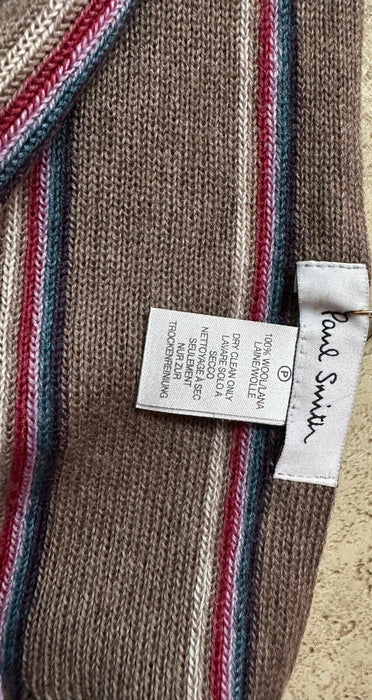 Paul Smith
P
100% WOOL/LANA
LAINE/WOLLE
DRY CLEAN ONLY
LAVARE SOLO A
SECCO
NETTOYAGE À SEC
SEULEMENT
NUR ZUR
TROCKENREINIGUNG